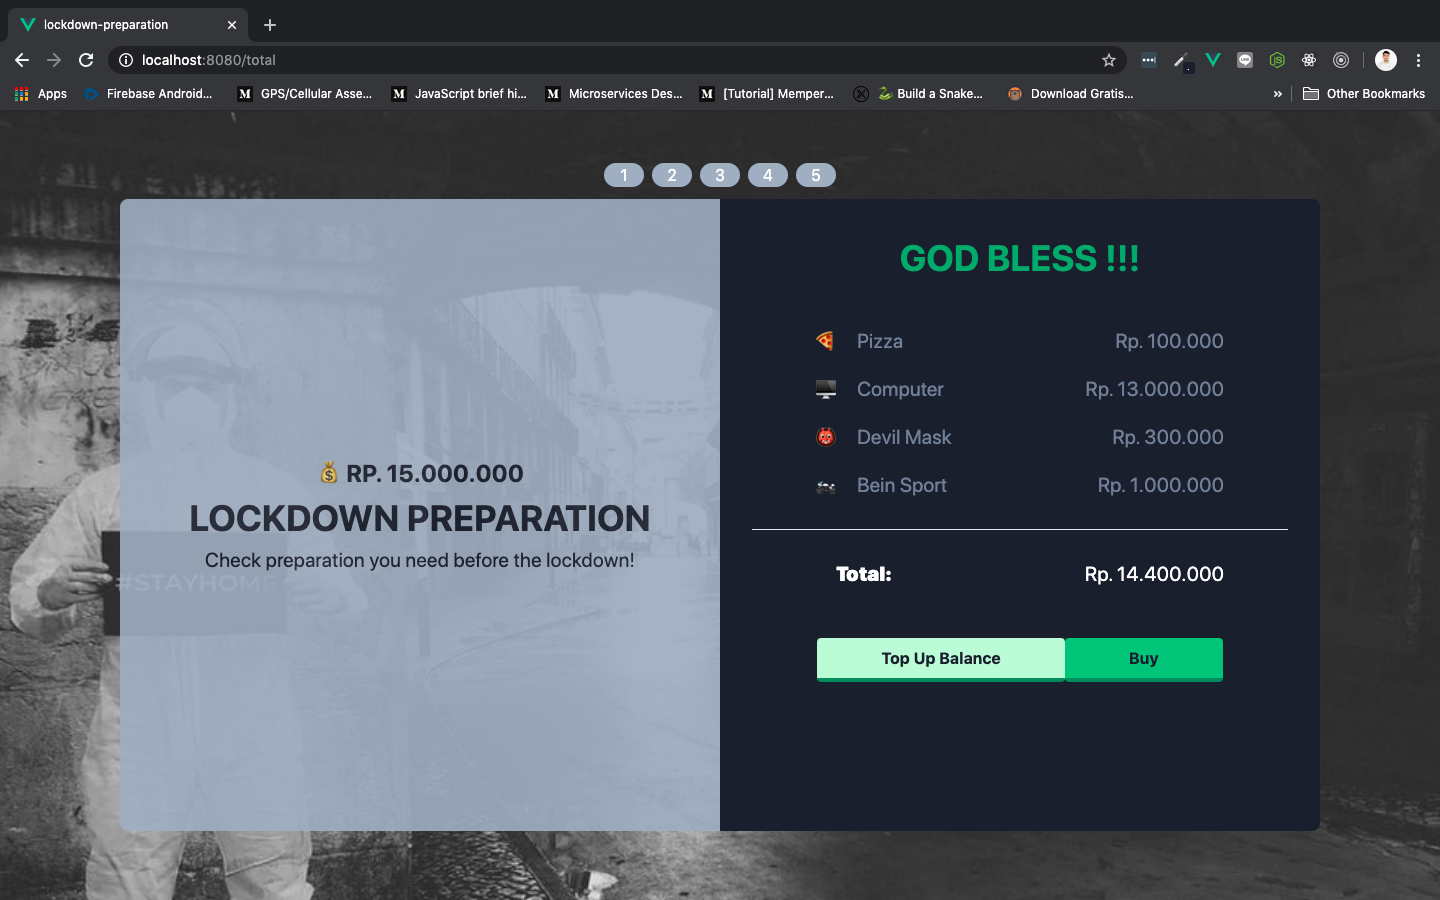 lockdown-preparation
localhost:8080/total
Apps
Firebase Android...
GPS/Cellular Asse...
JavaScript brief hi...
Microservices Des...
[Tutorial] Memper...
Build a Snake...
Download Gratis...
»
Other Bookmarks
1 2 3 4 5
RP. 15.000.000
LOCKDOWN PREPARATION
Check preparation you need before the lockdown!
#STAYHOME
GOD BLESS !!!
Pizza Rp. 100.000
Computer Rp. 13.000.000
Devil Mask Rp. 300.000
Bein Sport Rp. 1.000.000
Total: Rp. 14.400.000
Top Up Balance
Buy